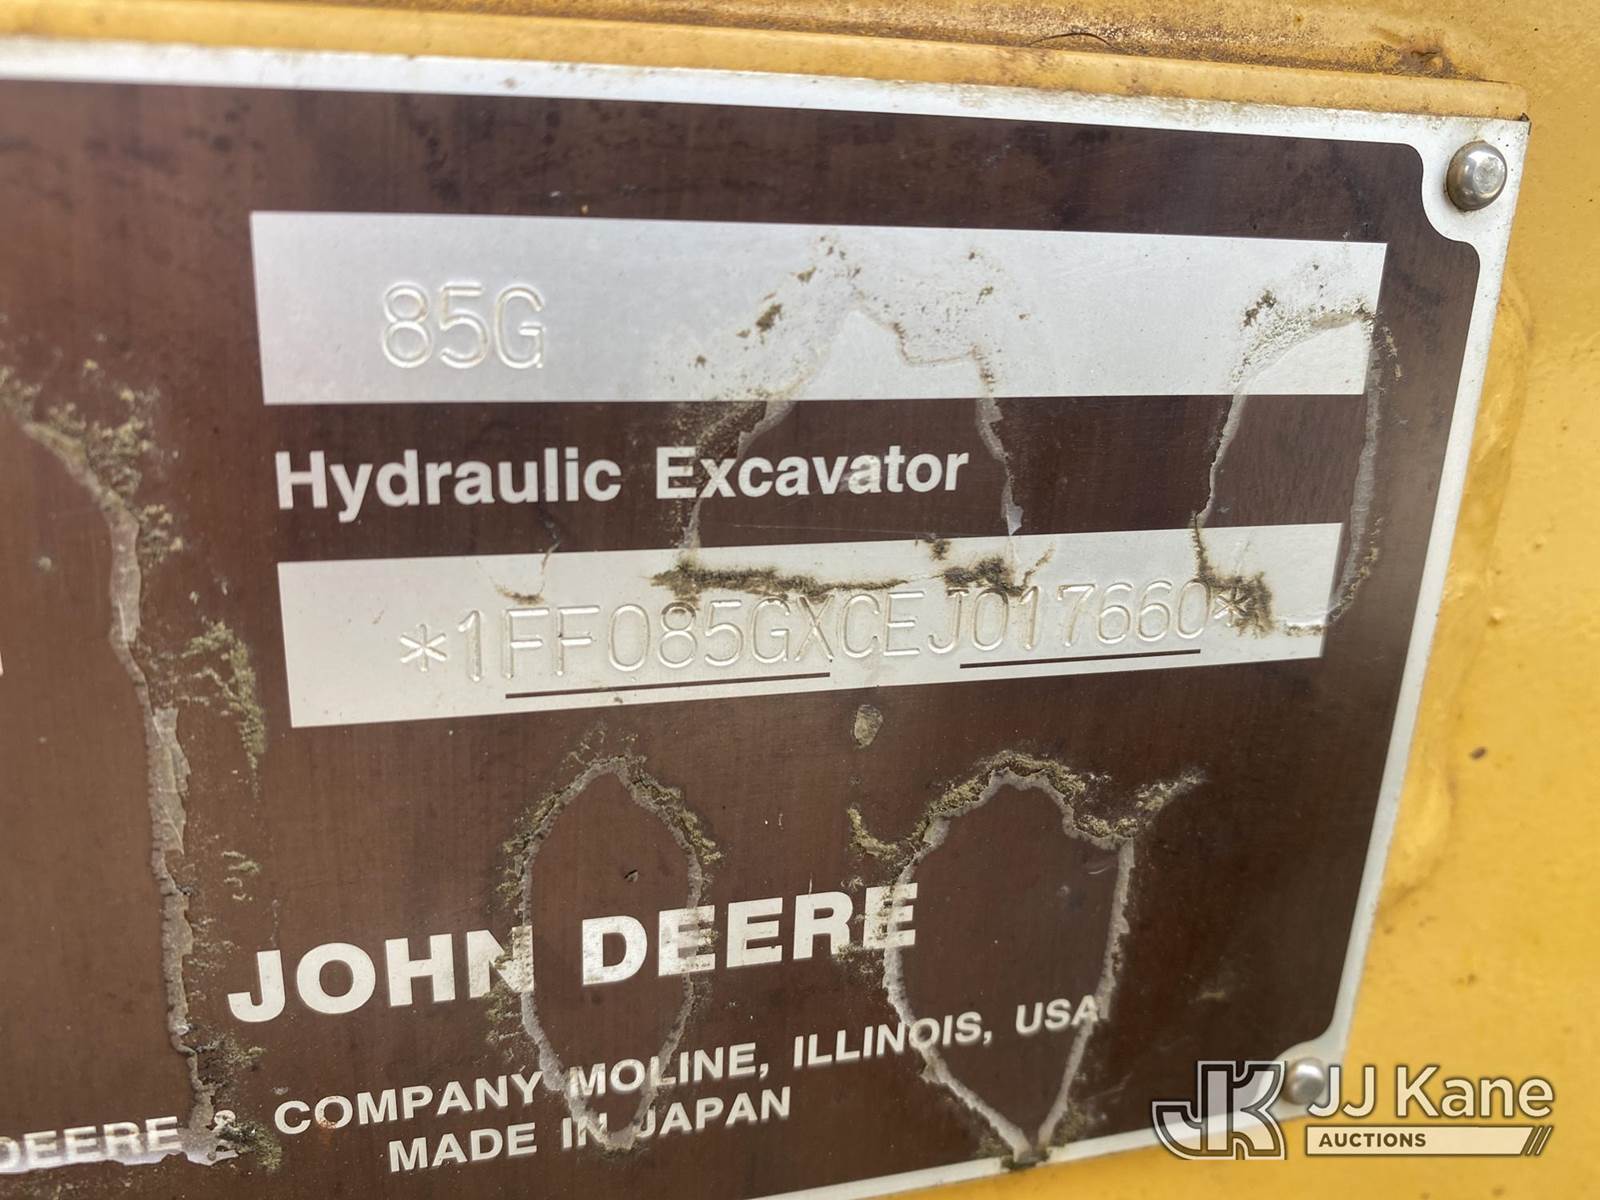 85G
Hydraulic Excavator
*1FF085GXCEJ017660*
JOHN DEERE
DEERE & COMPANY MOLINE, ILLINOIS, USA
MADE IN JAPAN
JJ Kane
AUCTIONS